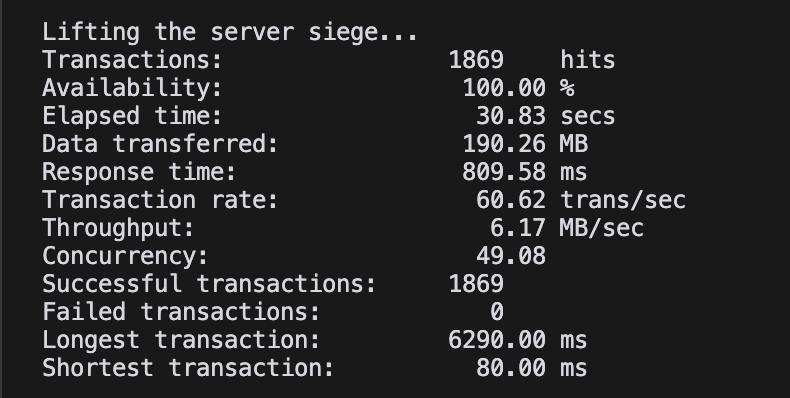 Lifting the server siege...
Transactions: 1869 hits
Availability: 100.00 %
Elapsed time: 30.83 secs
Data transferred: 190.26 MB
Response time: 809.58 ms
Transaction rate: 60.62 trans/sec
Throughput: 6.17 MB/sec
Concurrency: 49.08
Successful transactions: 1869
Failed transactions: 0
Longest transaction: 6290.00 ms
Shortest transaction: 80.00 ms